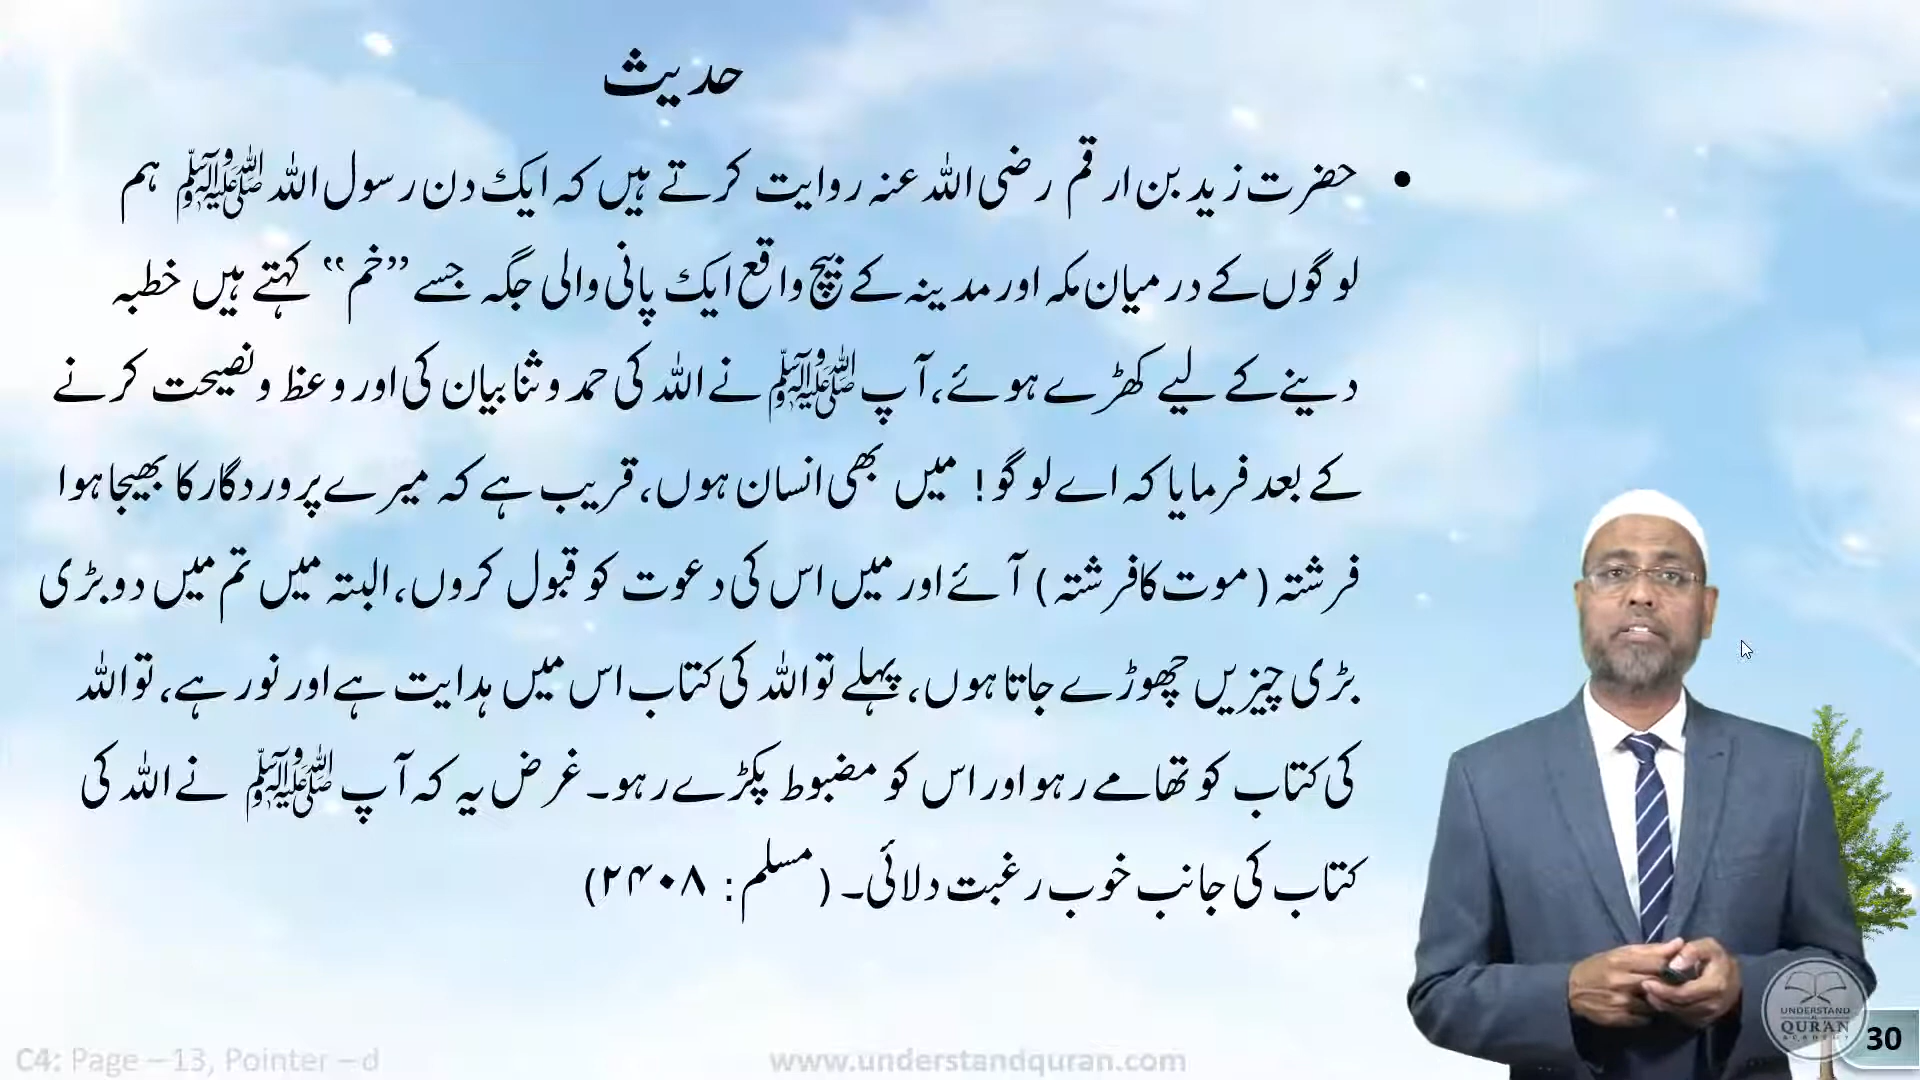 حدیث
• حضرت زید بن ارقم رضی اللہ عنہ روایت کرتے ہیں کہ ایک دن رسول اللہ ﷺ ہم
لوگوں کے درمیان مکہ اور مدینہ کے بیچ واقع ایک پانی والی جگہ جسے ”خم“ کہتے ہیں خطبہ
دینے کے لیے کھڑے ہوئے، آپ ﷺ نے اللہ کی حمد و ثنا بیان کی اور وعظ و نصیحت کرنے
کے بعد فرمایا کہ اے لوگو! میں بھی انسان ہوں، قریب ہے کہ میرے پروردگار کا بھیجا ہوا
فرشتہ (موت کا فرشتہ) آئے اور میں اس کی دعوت کو قبول کروں، البتہ میں تم میں دو بڑی
بڑی چیزیں چھوڑے جاتا ہوں، پہلے تو اللہ کی کتاب اس میں ہدایت ہے اور نور ہے، تو اللہ
کی کتاب کو تھامے رہو اور اس کو مضبوط پکڑے رہو۔ غرض یہ کہ آپ ﷺ نے اللہ کی
کتاب کی جانب خوب رغبت دلائی۔ (مسلم: ۲۴۰۸)
UNDERSTAND
QUR'AN
ACADEMY
30
C4: Page – 13, Pointer – d
www.understandquran.com